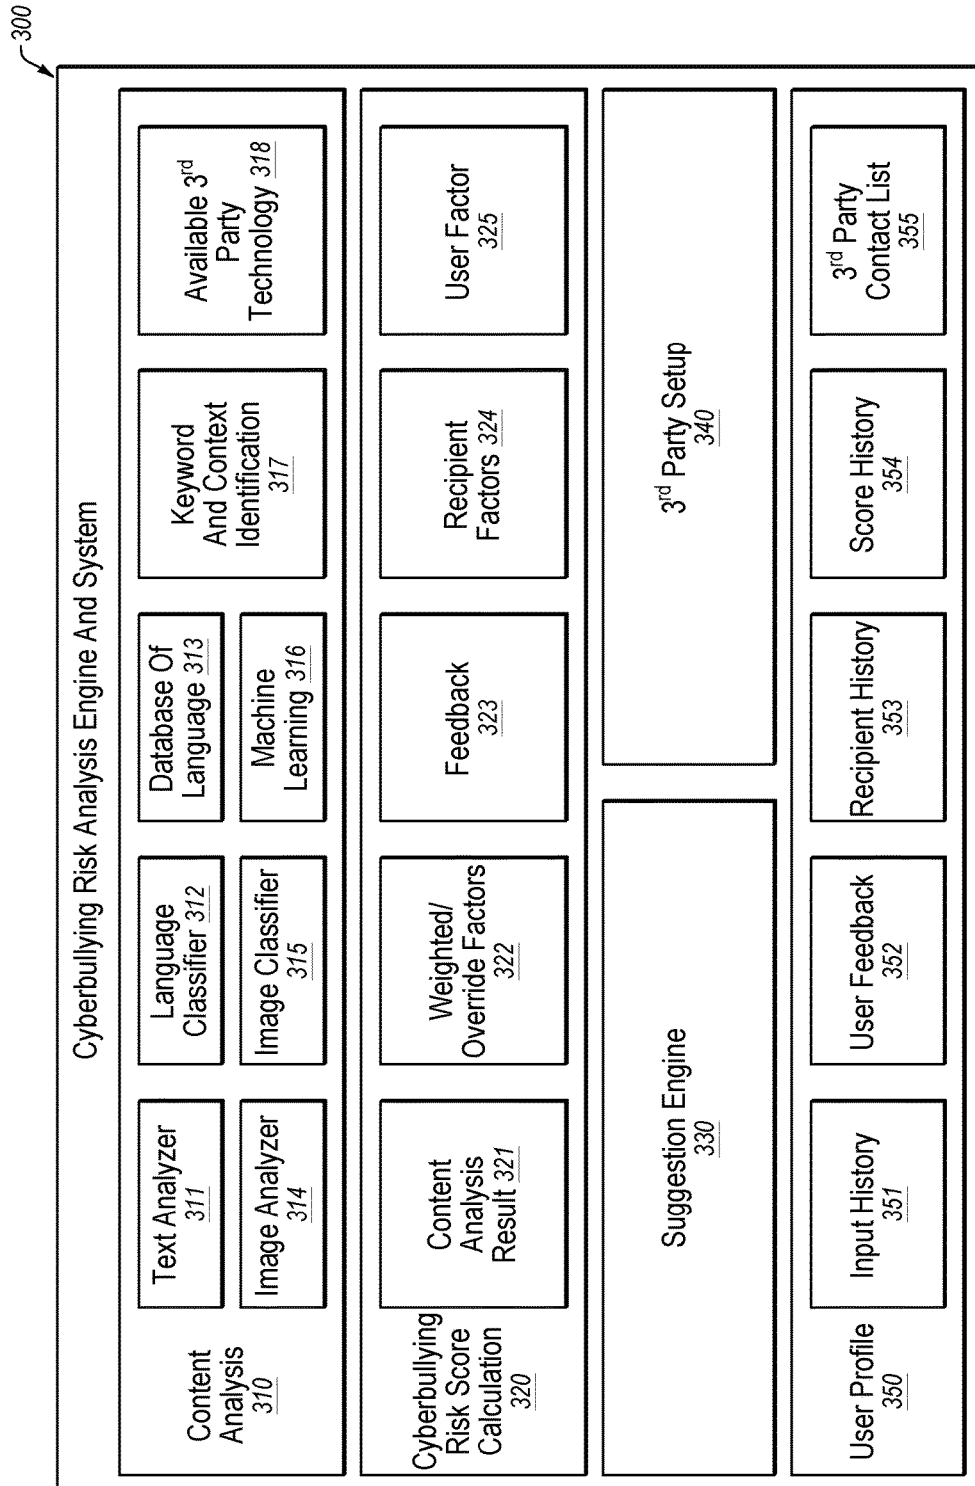 300
Cyberbullying Risk Analysis Engine And System
Content
Analysis
310
Text Analyzer
311
Language
Classifier 312
Database Of
Language 313
Image Analyzer
314
Image Classifier
315
Machine
Learning 316
Keyword
And Context
Identification
317
Available 3rd
Party
Technology 318
Cyberbullying
Risk Score
Calculation
320
Content
Analysis
Result 321
Weighted/
Override Factors
322
Feedback
323
Recipient
Factors 324
User Factor
325
Suggestion Engine
330
3rd Party Setup
340
User Profile
350
Input History
351
User Feedback
352
Recipient History
353
Score History
354
3rd Party
Contact List
355